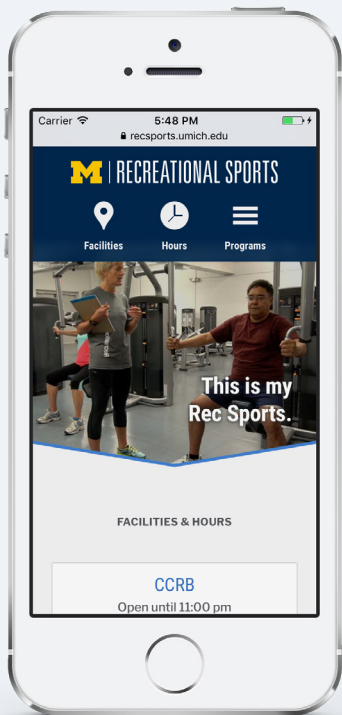 Carrier 5:48 PM
recsports.umich.edu
M | RECREATIONAL SPORTS
Facilities Hours Programs
This is my
Rec Sports.
FACILITIES & HOURS
CCRB
Open until 11:00 pm